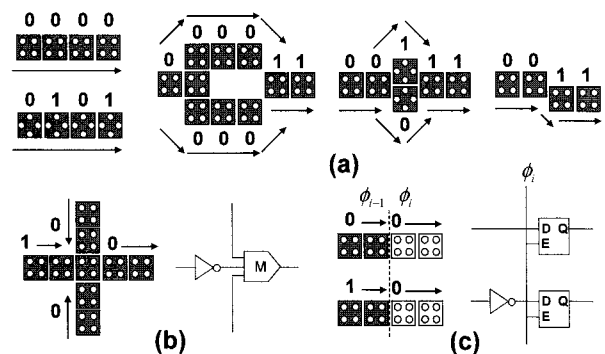 0 0 0 0
0 1 0 1
0 0 0 0 1 1
0 0 0
0 0 1 1 1
0
0 0
1 1
(a)
1 0 0
0
M
(b)
ϕi−1 ϕi
0 0
1 0
ϕi
D Q
E
D Q
E
(c)